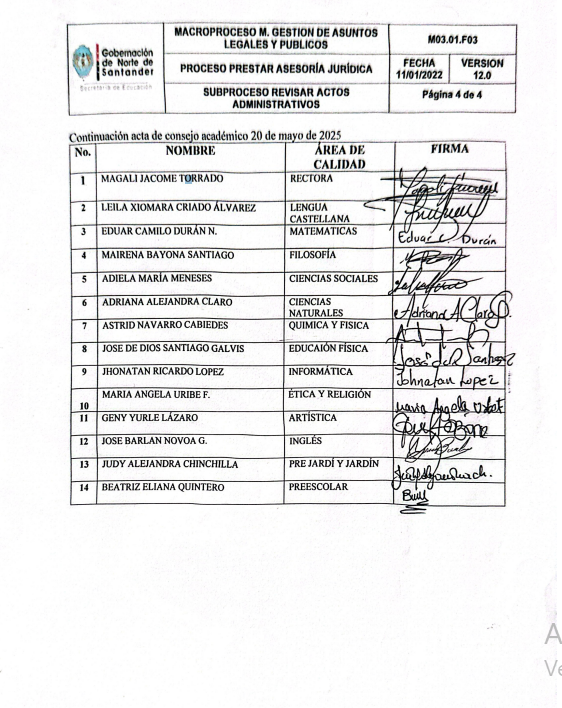 Gobernación
de Norte de
Santander
Secretaría de Educación
MACROPROCESO M. GESTION DE ASUNTOS
LEGALES Y PUBLICOS
M03.01.F03
PROCESO PRESTAR ASESORÍA JURÍDICA
FECHA
11/01/2022
VERSION
12.0
SUBPROCESO REVISAR ACTOS
ADMINISTRATIVOS
Página 4 de 4
Continuación acta de consejo académico 20 de mayo de 2025
No. NOMBRE ÁREA DE CALIDAD FIRMA
1 MAGALI JACOME TORRADO RECTORA
2 LEILA XIOMARA CRIADO ÁLVAREZ LENGUA CASTELLANA
3 EDUAR CAMILO DURÁN N. MATEMATICAS Eduar C. Durán
4 MAIRENA BAYONA SANTIAGO FILOSOFÍA
5 ADIELA MARÍA MENESES CIENCIAS SOCIALES
6 ADRIANA ALEJANDRA CLARO CIENCIAS NATURALES Adriana A Claro
7 ASTRID NAVARRO CABIEDES QUIMICA Y FISICA
8 JOSE DE DIOS SANTIAGO GALVIS EDUCAIÓN FÍSICA
9 JHONATAN RICARDO LOPEZ INFORMÁTICA Johnatan Lopez
10 MARIA ANGELA URIBE F. ÉTICA Y RELIGIÓN Maria Angela
11 GENY YURLE LÁZARO ARTÍSTICA
12 JOSE BARLAN NOVOA G. INGLÉS
13 JUDY ALEJANDRA CHINCHILLA PRE JARDÍ Y JARDÍN
14 BEATRIZ ELIANA QUINTERO PREESCOLAR